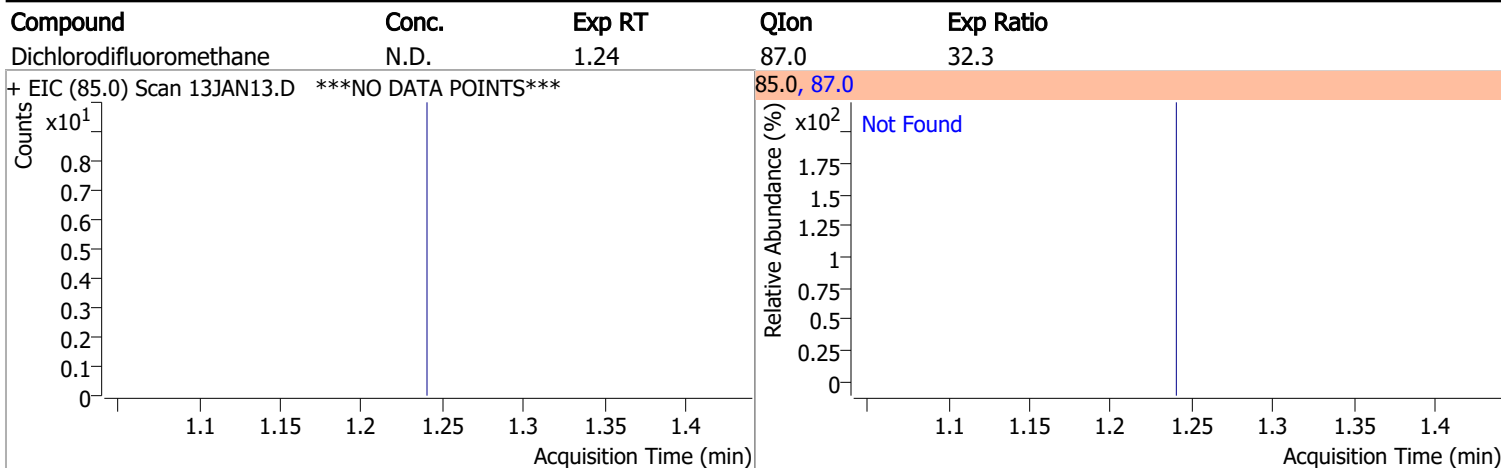 Compound Conc. Exp RT QIon Exp Ratio
Dichlorodifluoromethane N.D. 1.24 87.0 32.3
+ EIC (85.0) Scan 13JAN13.D ***NO DATA POINTS***
Counts
x10¹
0.8
0.7
0.6
0.5
0.4
0.3
0.2
0.1
0
1.1 1.15 1.2 1.25 1.3 1.35 1.4
Acquisition Time (min)
85.0, 87.0
Relative Abundance (%)
x10²
Not Found
1.75
1.5
1.25
1
0.75
0.5
0.25
0
1.1 1.15 1.2 1.25 1.3 1.35 1.4
Acquisition Time (min)